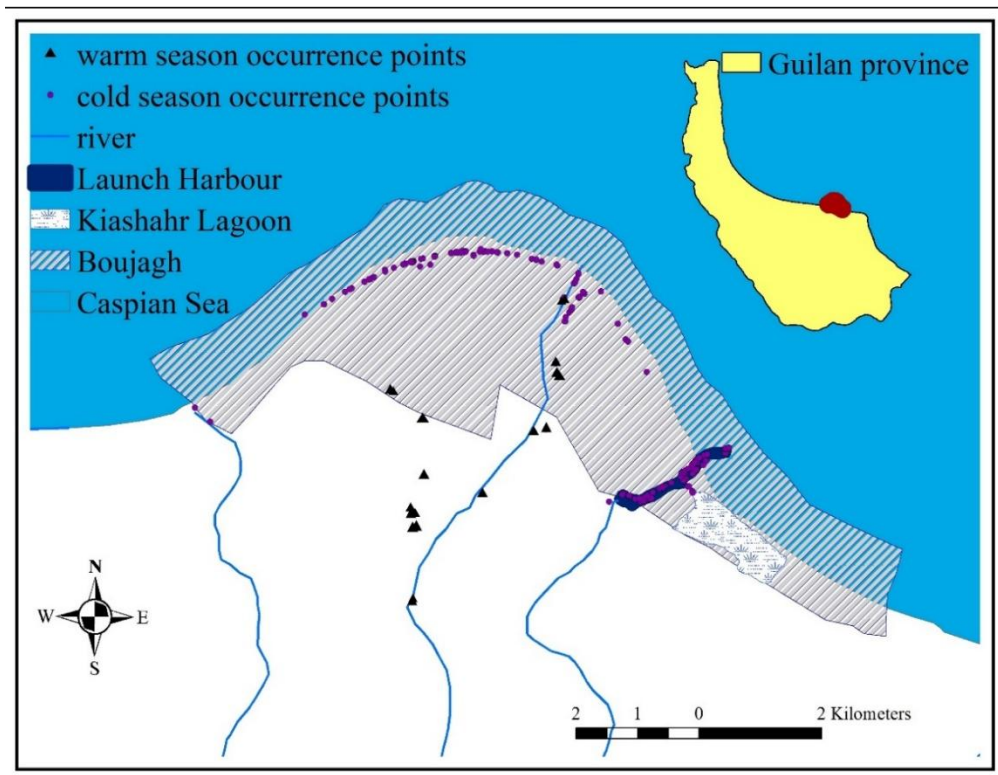 warm season occurrence points
cold season occurrence points
river
Launch Harbour
Kiashahr Lagoon
Boujagh
Caspian Sea
Guilan province
N
W E
S
2 1 0 2 Kilometers